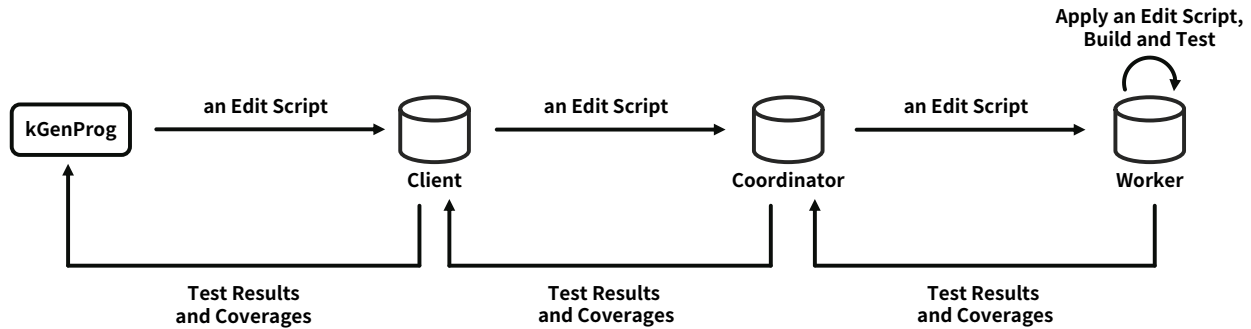 Apply an Edit Script,
Build and Test
an Edit Script
an Edit Script
an Edit Script
kGenProg
Client
Coordinator
Worker
Test Results
and Coverages
Test Results
and Coverages
Test Results
and Coverages